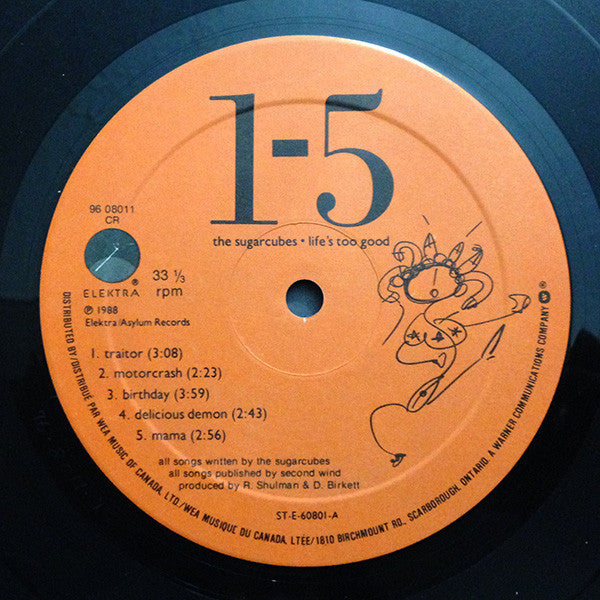 1-5
the sugarcubes • life's too good
96 08011
CR
ELEKTRA®
33 ⅓
rpm
℗ 1988
Elektra/Asylum Records
1. traitor (3:08)
2. motorcrash (2:23)
3. birthday (3:59)
4. delicious demon (2:43)
5. mama (2:56)
all songs written by the sugarcubes
all songs published by second wind
produced by R. Shulman & D. Birkett
ST-E-60801-A
DISTRIBUTED BY/DISTRIBUÉ PAR WEA MUSIC OF CANADA, LTD./WEA MUSIQUE DU CANADA, LTÉE/1810 BIRCHMOUNT RD., SCARBOROUGH, ONTARIO. A WARNER COMMUNICATIONS COMPANY ®